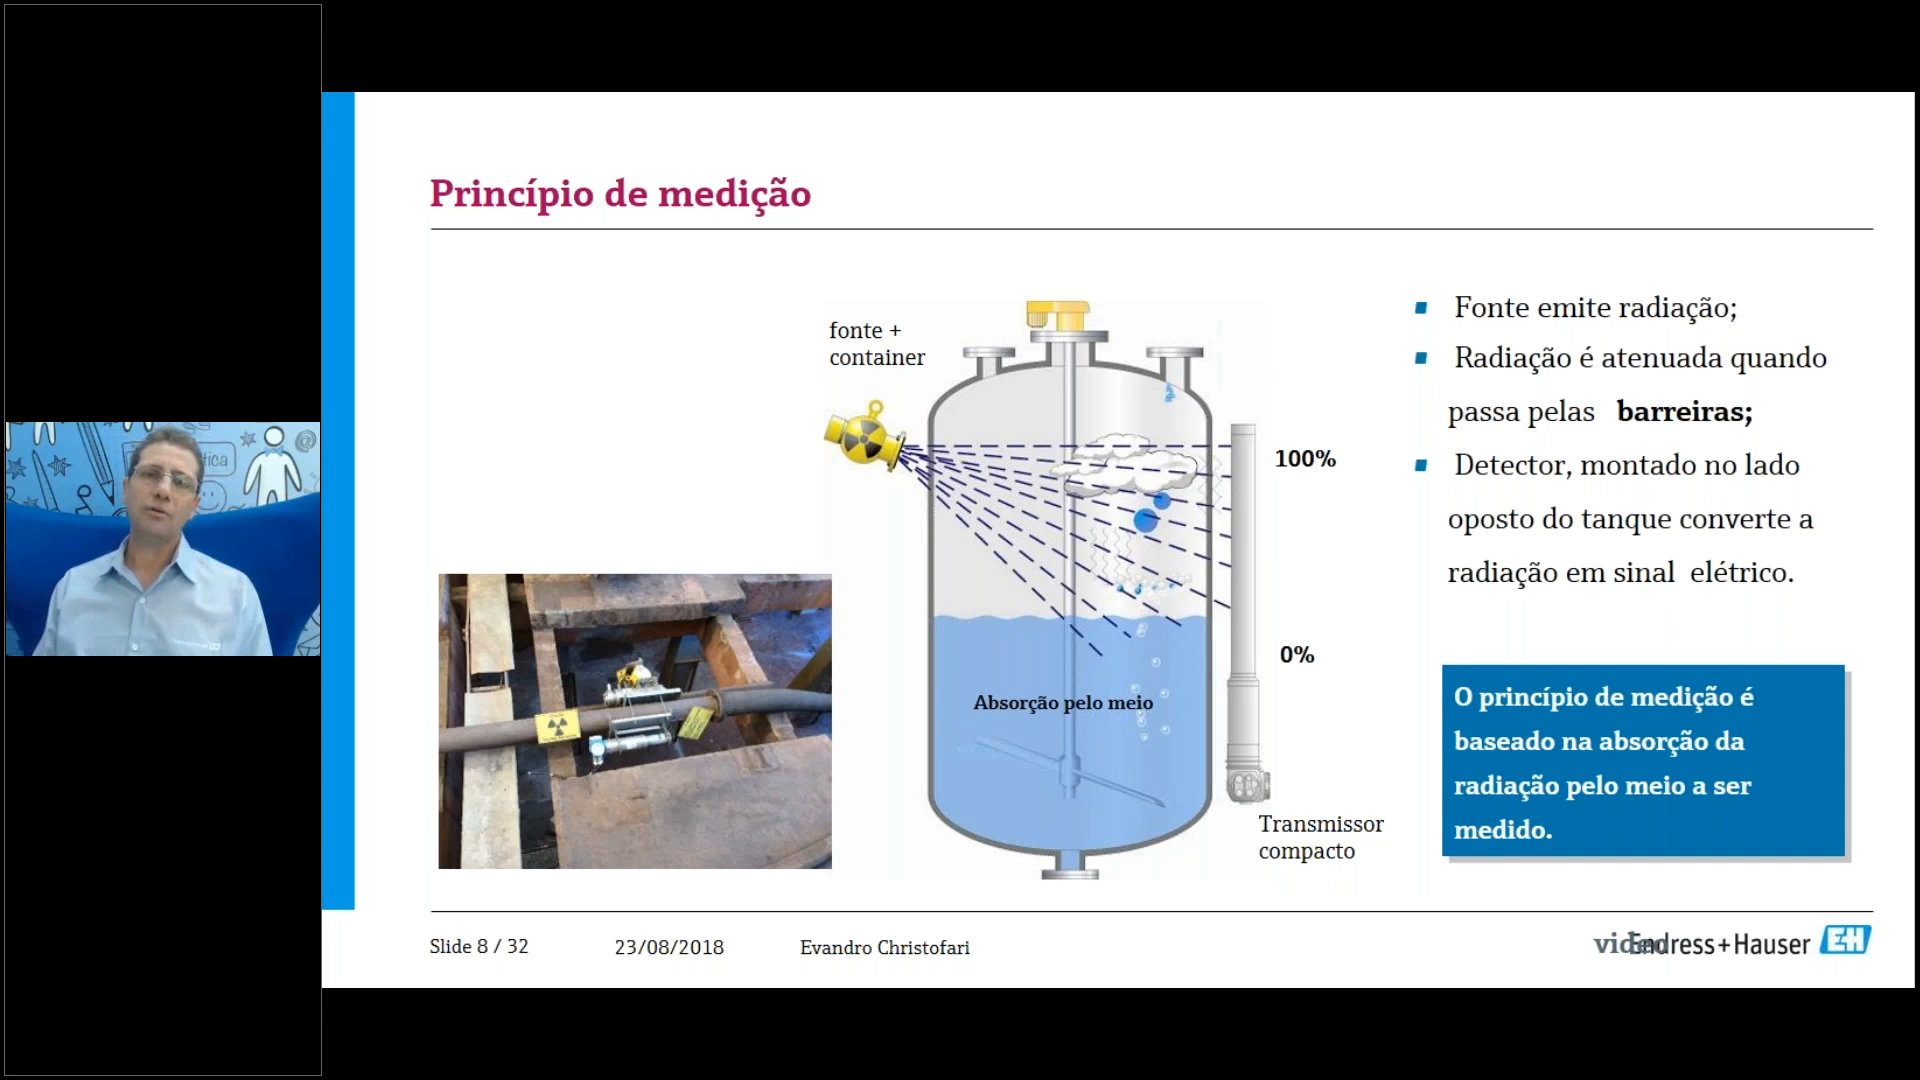 Princípio de medição
fonte +
container
100%
0%
Absorção pelo meio
Transmissor
compacto
Fonte emite radiação;
Radiação é atenuada quando
passa pelas barreiras;
Detector, montado no lado
oposto do tanque converte a
radiação em sinal elétrico.
O princípio de medição é
baseado na absorção da
radiação pelo meio a ser
medido.
Slide 8 / 32
23/08/2018
Evandro Christofari
video
Endress+Hauser
EH